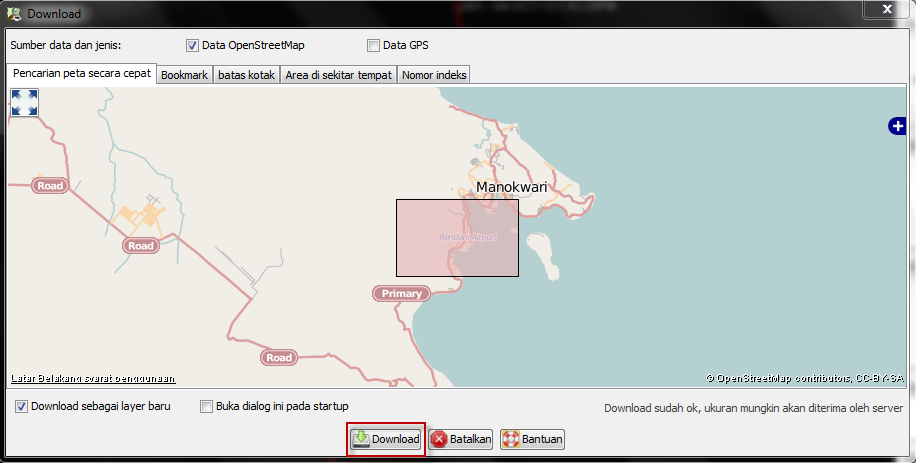 Download
Sumber data dan jenis:
Data OpenStreetMap
Data GPS
Pencarian peta secara cepat
Bookmark
batas kotak
Area di sekitar tempat
Nomor indeks
Manokwari
Road
Rendani Airport
Road
Primary
Road
Latar Belakang syarat penggunaan
© OpenStreetMap contributors, CC-BY-SA
Download sebagai layer baru
Buka dialog ini pada startup
Download sudah ok, ukuran mungkin akan diterima oleh server
Download
Batalkan
Bantuan